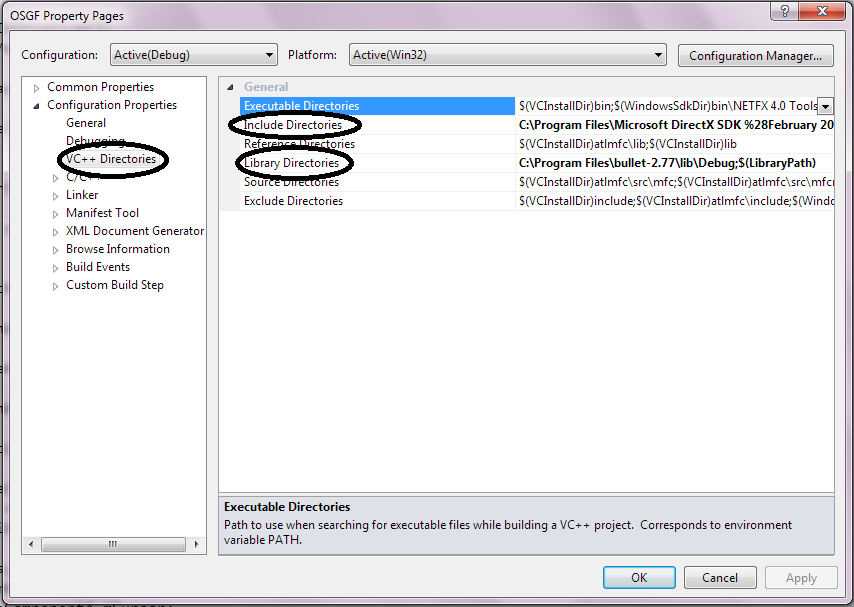 OSGF Property Pages
Configuration: Active(Debug) Platform: Active(Win32) Configuration Manager...
Common Properties
Configuration Properties
General
Debugging
VC++ Directories
C/C++
Linker
Manifest Tool
XML Document Generator
Browse Information
Build Events
Custom Build Step
General
Executable Directories $(VCInstallDir)bin;$(WindowsSdkDir)bin\NETFX 4.0 Tools
Include Directories C:\Program Files\Microsoft DirectX SDK %28February 20
Reference Directories $(VCInstallDir)atlmfc\lib;$(VCInstallDir)lib
Library Directories C:\Program Files\bullet-2.77\lib\Debug;$(LibraryPath)
Source Directories $(VCInstallDir)atlmfc\src\mfc;$(VCInstallDir)atlmfc\src\mfcm
Exclude Directories $(VCInstallDir)include;$(VCInstallDir)atlmfc\include;$(Windo
Executable Directories
Path to use when searching for executable files while building a VC++ project. Corresponds to environment
variable PATH.
OK Cancel Apply